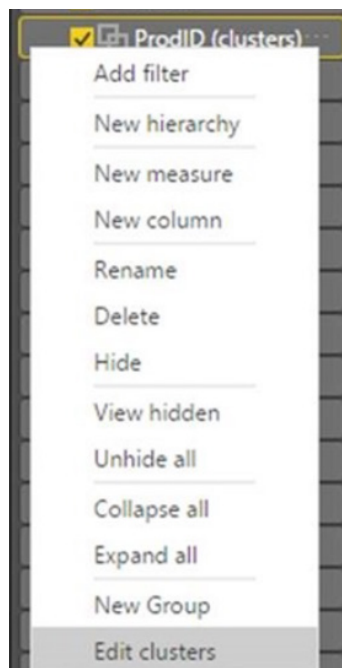 ProdID (clusters)
Add filter
New hierarchy
New measure
New column
Rename
Delete
Hide
View hidden
Unhide all
Collapse all
Expand all
New Group
Edit clusters